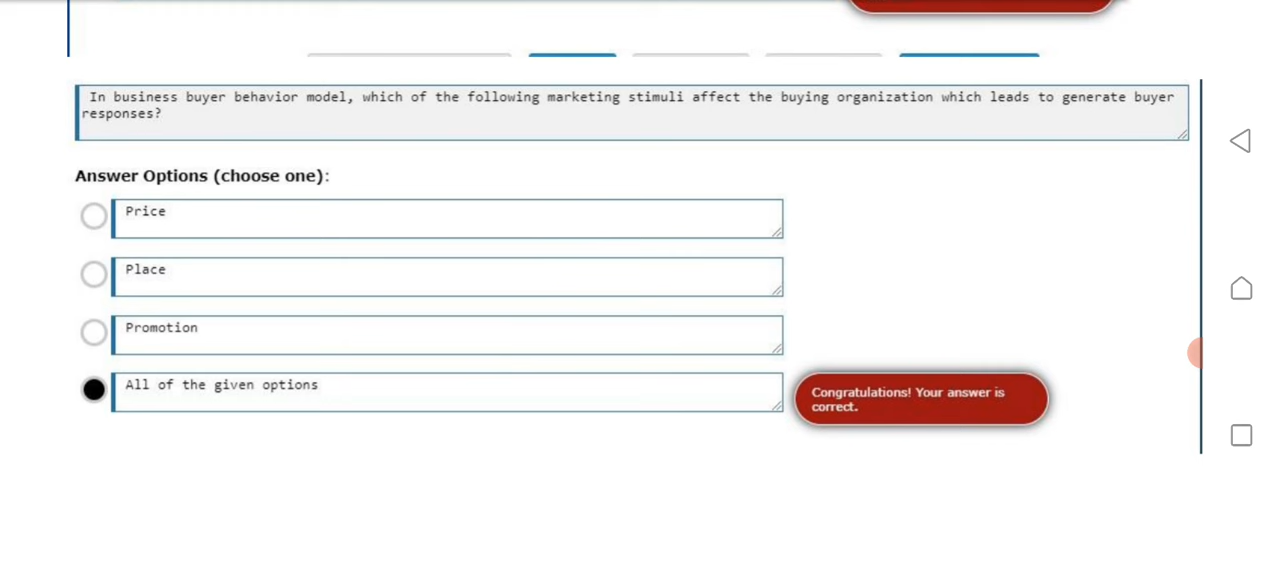 In business buyer behavior model, which of the following marketing stimuli affect the buying organization which leads to generate buyer
responses?
Answer Options (choose one):
Price
Place
Promotion
All of the given options
Congratulations! Your answer is
correct.